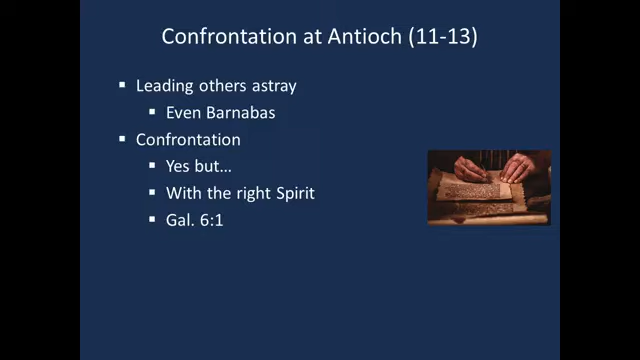 Confrontation at Antioch (11-13)
Leading others astray
Even Barnabas
Confrontation
Yes but…
With the right Spirit
Gal. 6:1